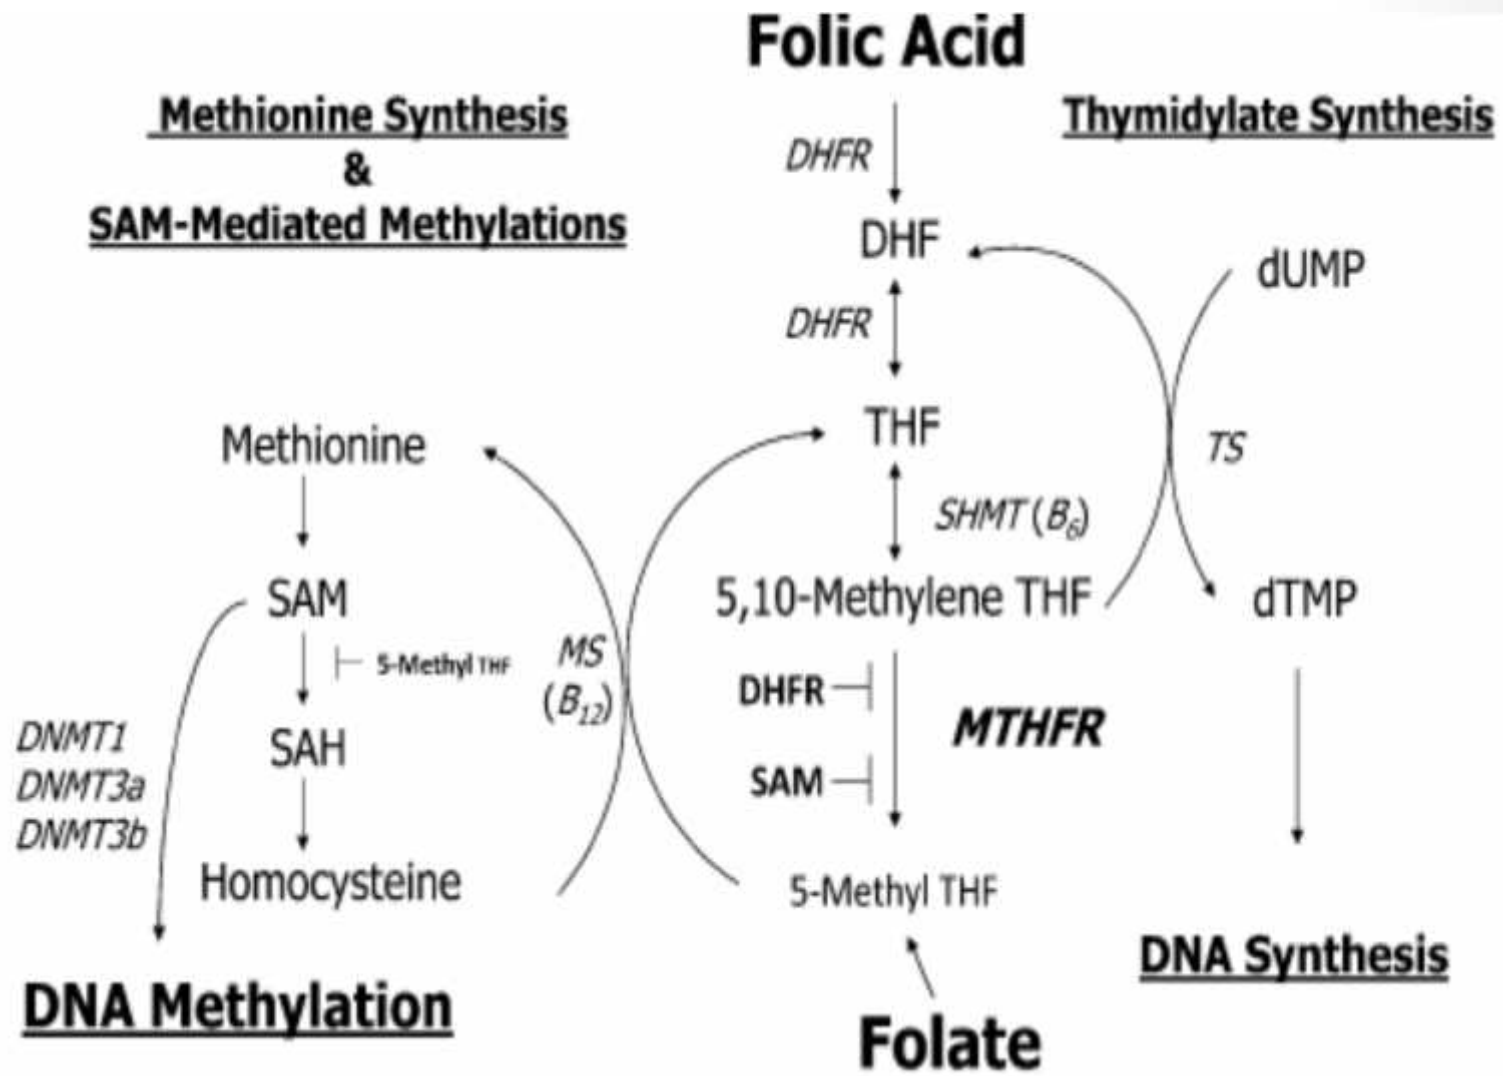 Folic Acid
Methionine Synthesis
&
SAM-Mediated Methylations
Thymidylate Synthesis
DHFR
DHF
dUMP
DHFR
THF
Methionine
TS
SHMT (B6)
SAM
5,10-Methylene THF
dTMP
5-Methyl THF
MS
(B12)
DHFR
MTHFR
SAM
DNMT1
DNMT3a
DNMT3b
SAH
Homocysteine
5-Methyl THF
DNA Synthesis
DNA Methylation
Folate